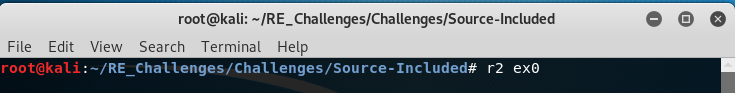 root@kali: ~/RE_Challenges/Challenges/Source-Included
File Edit View Search Terminal Help
root@kali:~/RE_Challenges/Challenges/Source-Included# r2 ex0